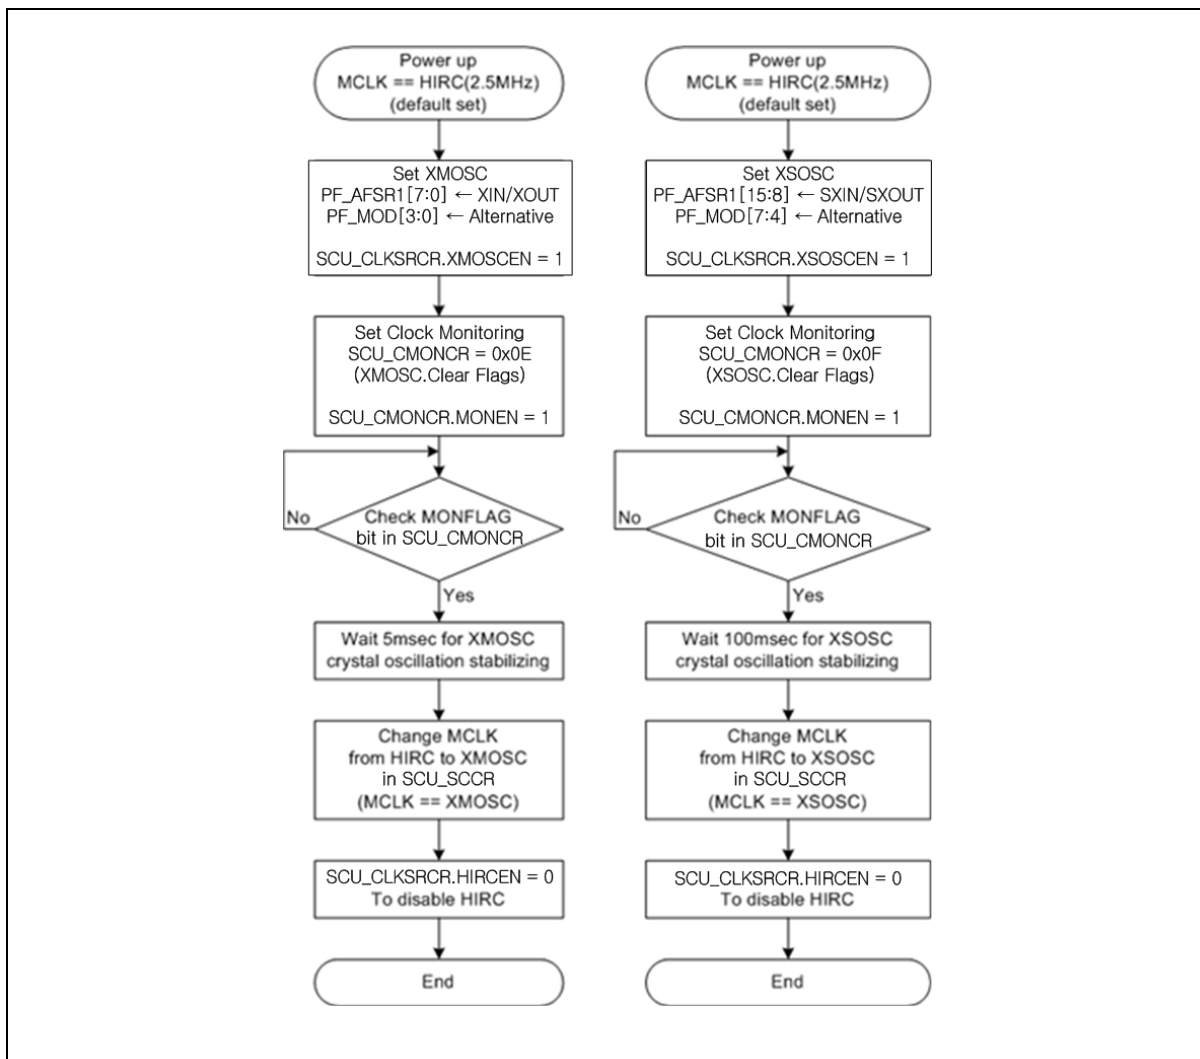 Power up
MCLK == HIRC(2.5MHz)
(default set)
Set XMOSC
PF_AFSR1[7:0] ← XIN/XOUT
PF_MOD[3:0] ← Alternative
SCU_CLKSRCR.XMOSCEN = 1
Set Clock Monitoring
SCU_CMONCR = 0x0E
(XMOSC.Clear Flags)
SCU_CMONCR.MONEN = 1
No
Check MONFLAG
bit in SCU_CMONCR
Yes
Wait 5msec for XMOSC
crystal oscillation stabilizing
Change MCLK
from HIRC to XMOSC
in SCU_SCCR
(MCLK == XMOSC)
SCU_CLKSRCR.HIRCEN = 0
To disable HIRC
End
Power up
MCLK == HIRC(2.5MHz)
(default set)
Set XSOSC
PF_AFSR1[15:8] ← SXIN/SXOUT
PF_MOD[7:4] ← Alternative
SCU_CLKSRCR.XSOSCEN = 1
Set Clock Monitoring
SCU_CMONCR = 0x0F
(XSOSC.Clear Flags)
SCU_CMONCR.MONEN = 1
No
Check MONFLAG
bit in SCU_CMONCR
Yes
Wait 100msec for XSOSC
crystal oscillation stabilizing
Change MCLK
from HIRC to XSOSC
in SCU_SCCR
(MCLK == XSOSC)
SCU_CLKSRCR.HIRCEN = 0
To disable HIRC
End